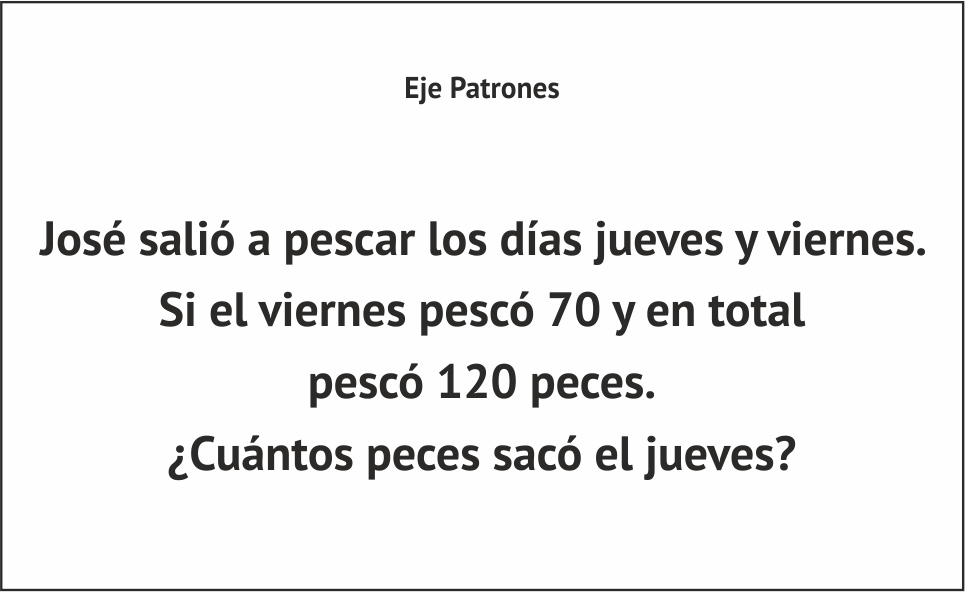 Eje Patrones
José salió a pescar los días jueves y viernes.
Si el viernes pescó 70 y en total
pescó 120 peces.
¿Cuántos peces sacó el jueves?